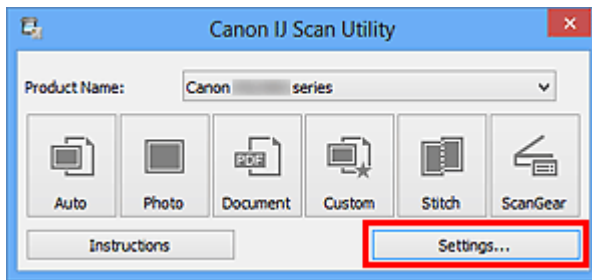 Canon IJ Scan Utility
Product Name: Canon series
PDF
Auto Photo Document Custom Stitch ScanGear
Instructions Settings...